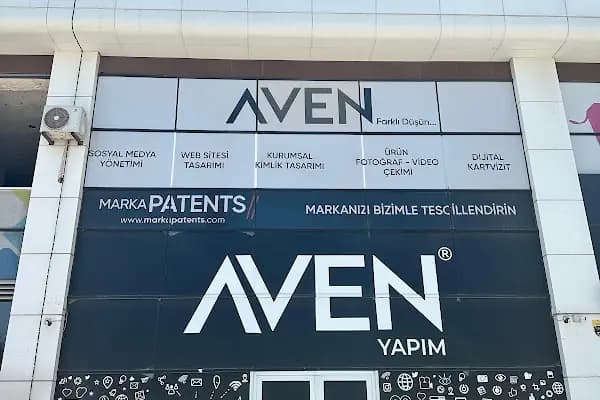 AVEN
Farklı Düşün...
SOSYAL MEDYA
YÖNETİMİ
WEB SİTESİ
TASARIMI
KURUMSAL
KİMLİK TASARIMI
ÜRÜN
FOTOĞRAF - VİDEO
ÇEKİMİ
DİJİTAL
KARTVİZİT
MARKA PATENTS //
www.markapatents.com
MARKANIZI BİZİMLE TESCİLLENDİRİN
AVEN®
YAPIM